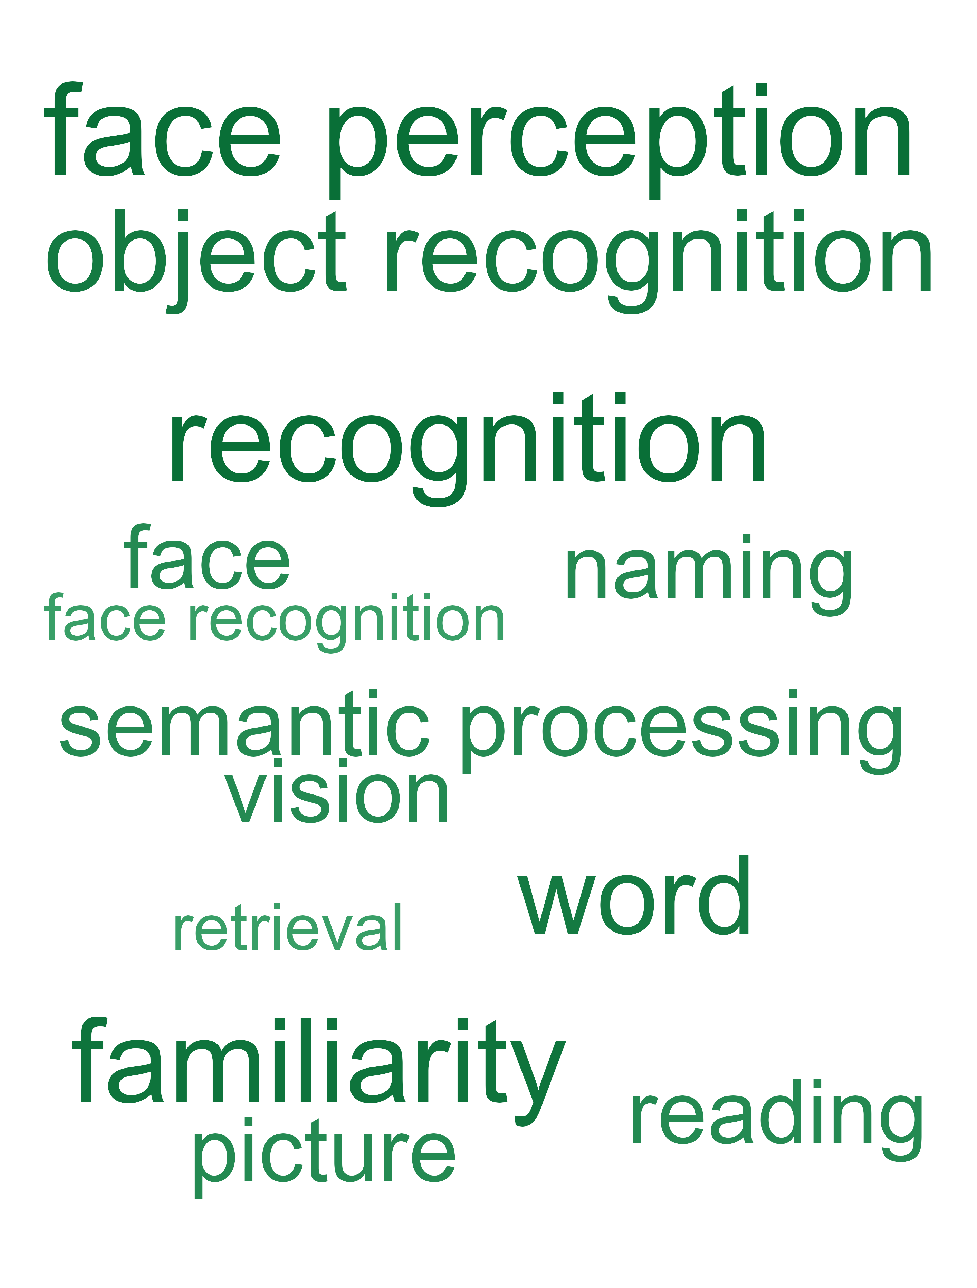 face perception
object recognition
recognition
face
naming
face recognition
semantic processing
vision
word
retrieval
familiarity
reading
picture